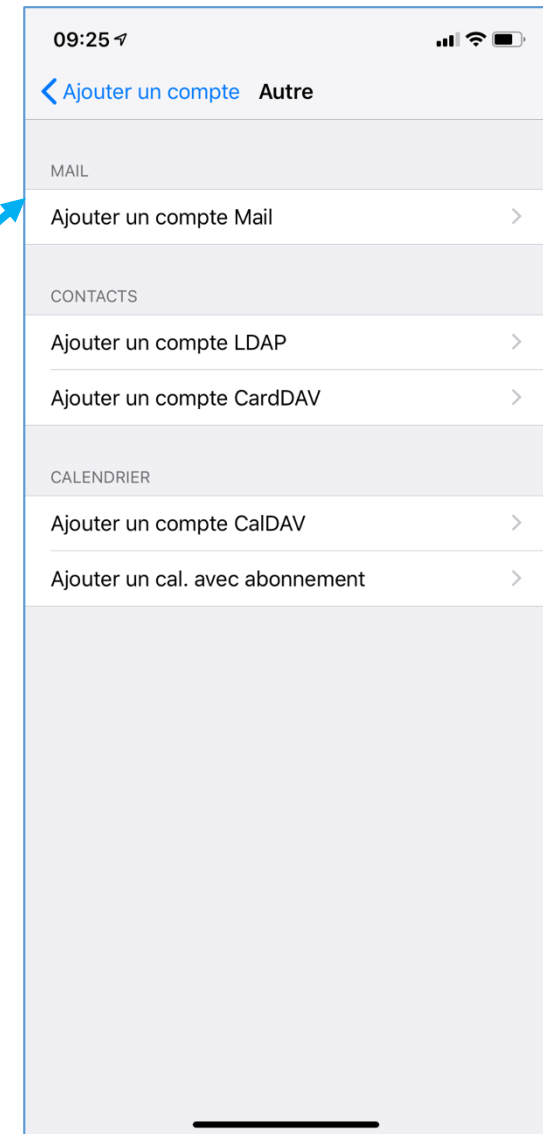 09:25
Ajouter un compte Autre
MAIL
Ajouter un compte Mail
CONTACTS
Ajouter un compte LDAP
Ajouter un compte CardDAV
CALENDRIER
Ajouter un compte CalDAV
Ajouter un cal. avec abonnement